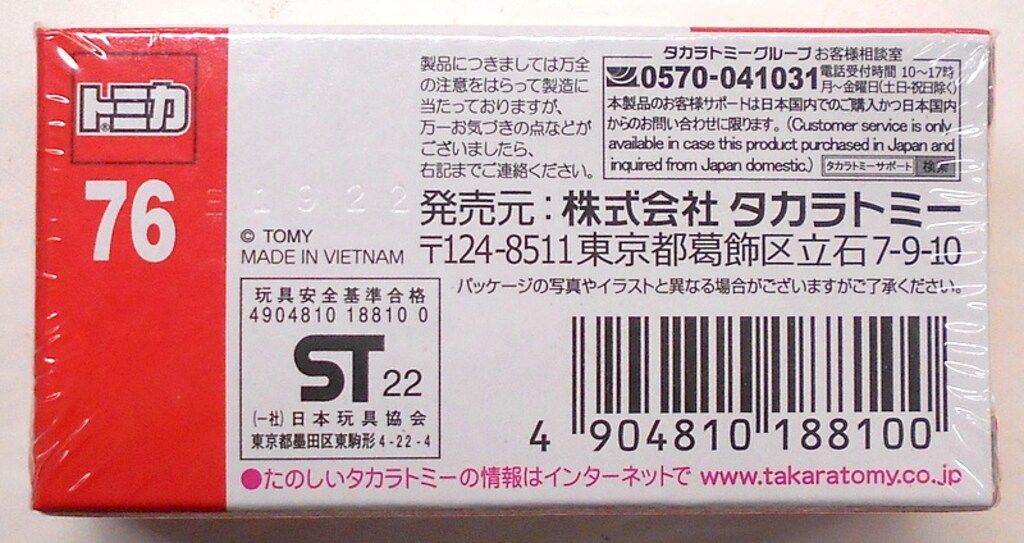 トミカ®
76
E1922
© TOMY
MADE IN VIETNAM
製品につきましては万全
の注意をはらって製造に
当たっておりますが、
万一お気づきの点などが
ございましたら、
右記までご連絡ください。
タカラトミーグループ お客様相談室
0570-041031 電話受付時間 10〜17時
月〜金曜日(土日・祝日除く)
本製品のお客様サポートは日本国内でのご購入かつ日本国内
からのお問い合わせに限ります。(Customer service is only
available in case this product purchased in Japan and
inquired from Japan domestic.) タカラトミーサポート 検索
発売元:株式会社 タカラトミー
〒124-8511 東京都葛飾区立石7-9-10
パッケージの写真やイラストと異なる場合がございますがご了承ください。
玩具安全基準合格
4904810 18810 0
ST 22
(一社)日本玩具協会
東京都墨田区東駒形4-22-4
4 904810 188100
●たのしいタカラトミーの情報はインターネットで www.takaratomy.co.jp